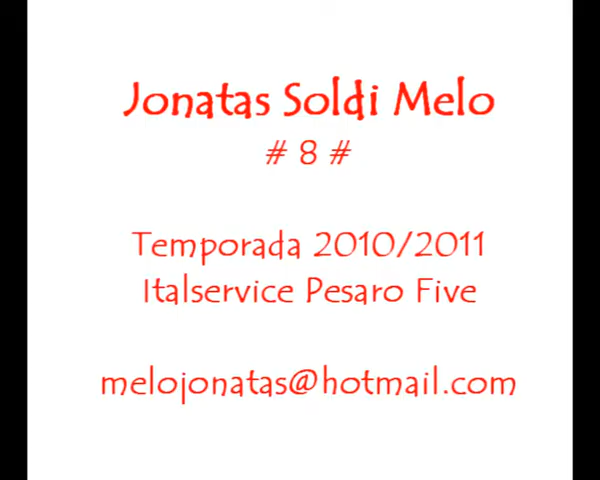 Jonatas Soldi Melo
# 8 #
Temporada 2010/2011
Italservice Pesaro Five
melojonatas@hotmail.com